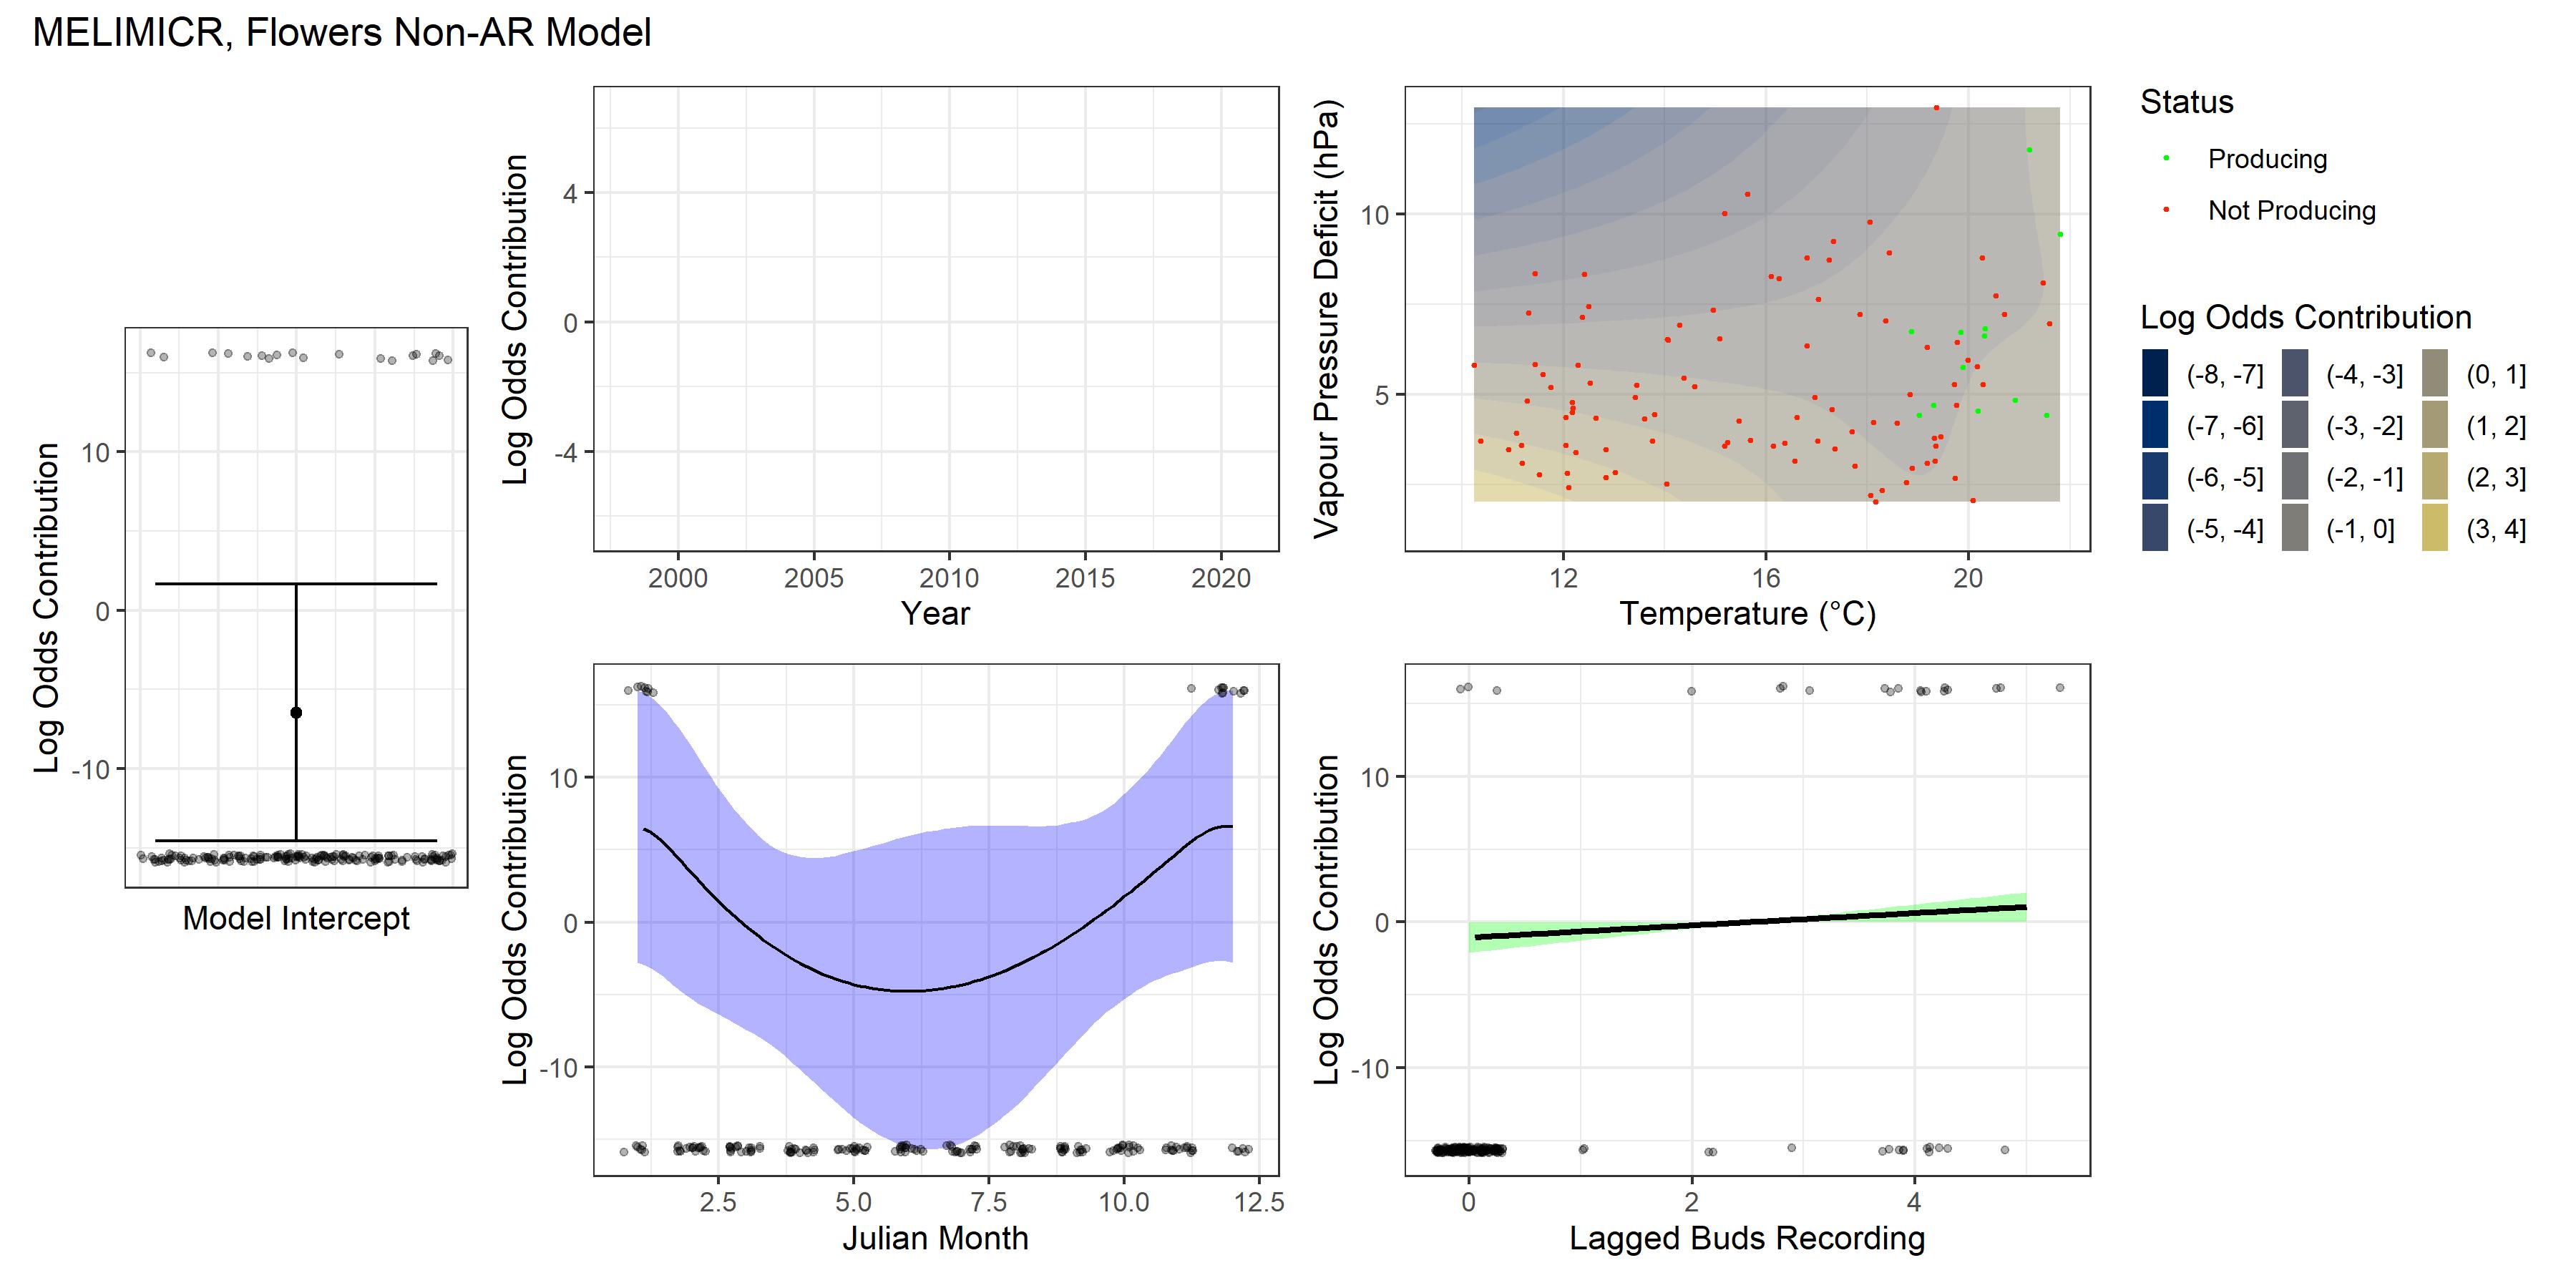 MELIMICR, Flowers Non-AR Model
Log Odds Contribution
10
0
-10
Model Intercept
Log Odds Contribution
4
0
-4
2000 2005 2010 2015 2020
Year
Vapour Pressure Deficit (hPa)
10
5
12 16 20
Temperature (°C)
Status
Producing
Not Producing
Log Odds Contribution
(-8, -7] (-4, -3] (0, 1]
(-7, -6] (-3, -2] (1, 2]
(-6, -5] (-2, -1] (2, 3]
(-5, -4] (-1, 0] (3, 4]
Log Odds Contribution
10
0
-10
2.5 5.0 7.5 10.0 12.5
Julian Month
Log Odds Contribution
10
0
-10
0 2 4
Lagged Buds Recording